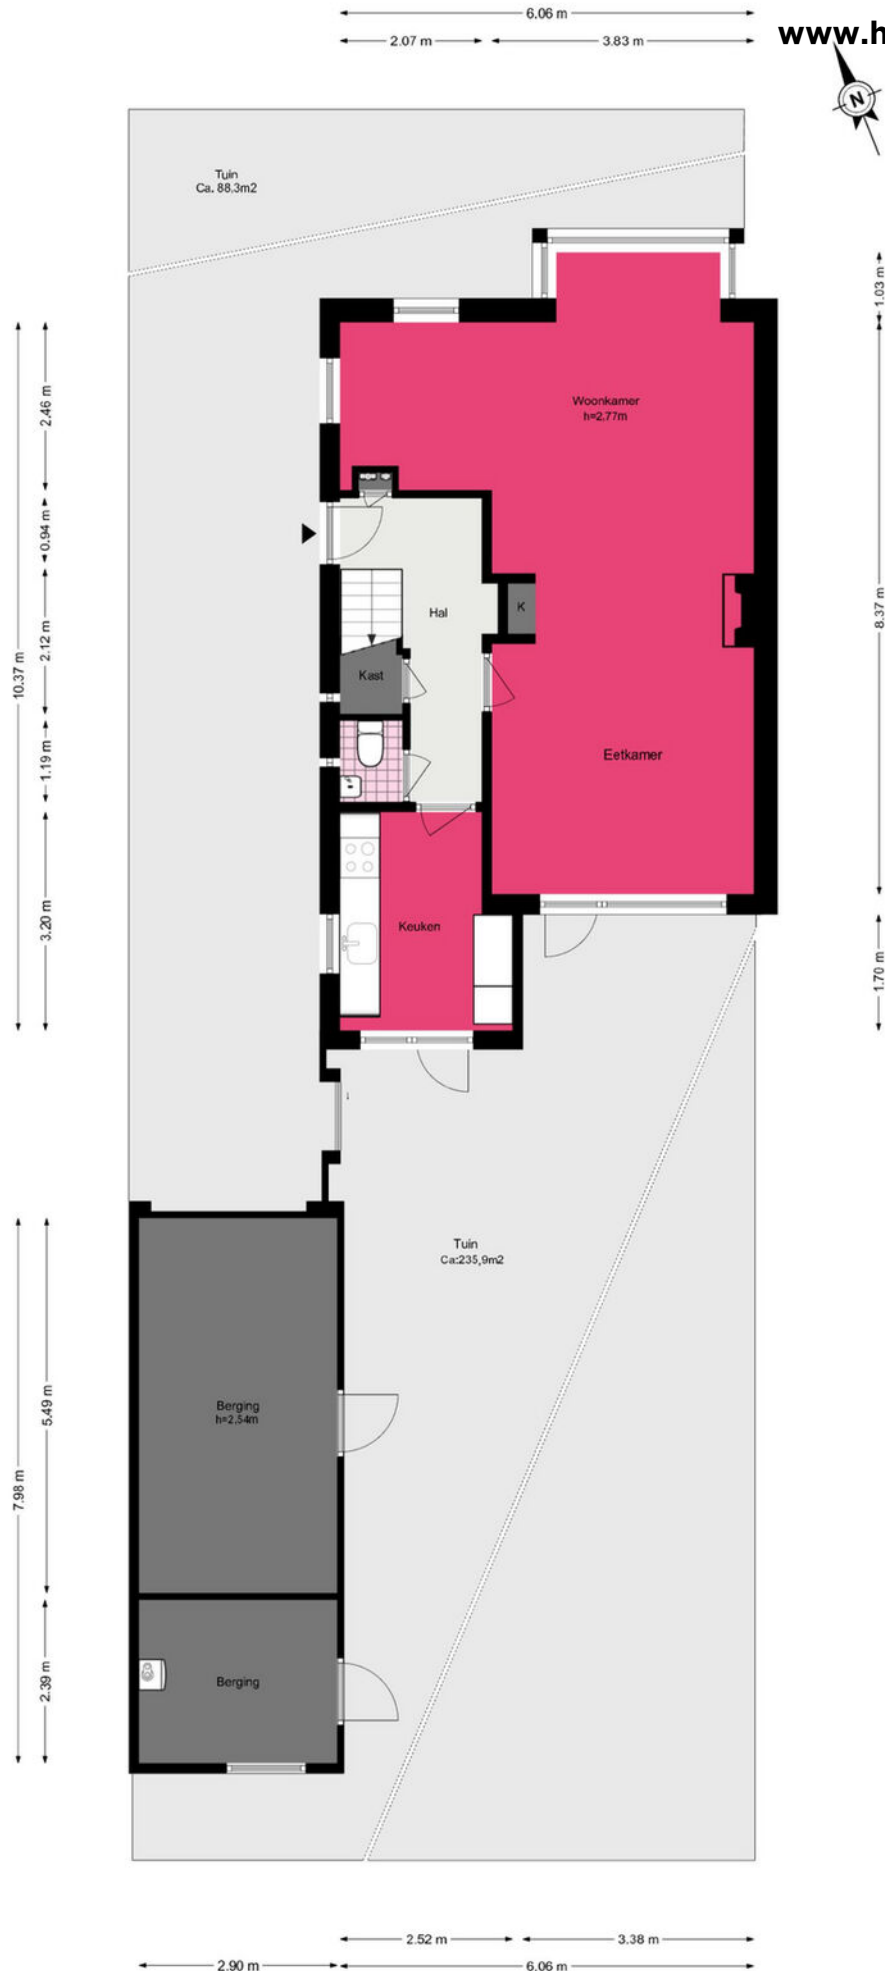 6.06 m
2.07 m
3.83 m
www.h
N
Tuin
Ca. 88.3m2
1.03 m
2.46 m
Woonkamer
h=2.77m
0.94 m
8.37 m
Hal
K
2.12 m
10.37 m
Kast
1.19 m
Eetkamer
3.20 m
Keuken
1.70 m
Tuin
Ca:235,9m2
5.49 m
Berging
h=2.54m
7.98 m
2.39 m
Berging
2.52 m
3.38 m
2.90 m
6.06 m